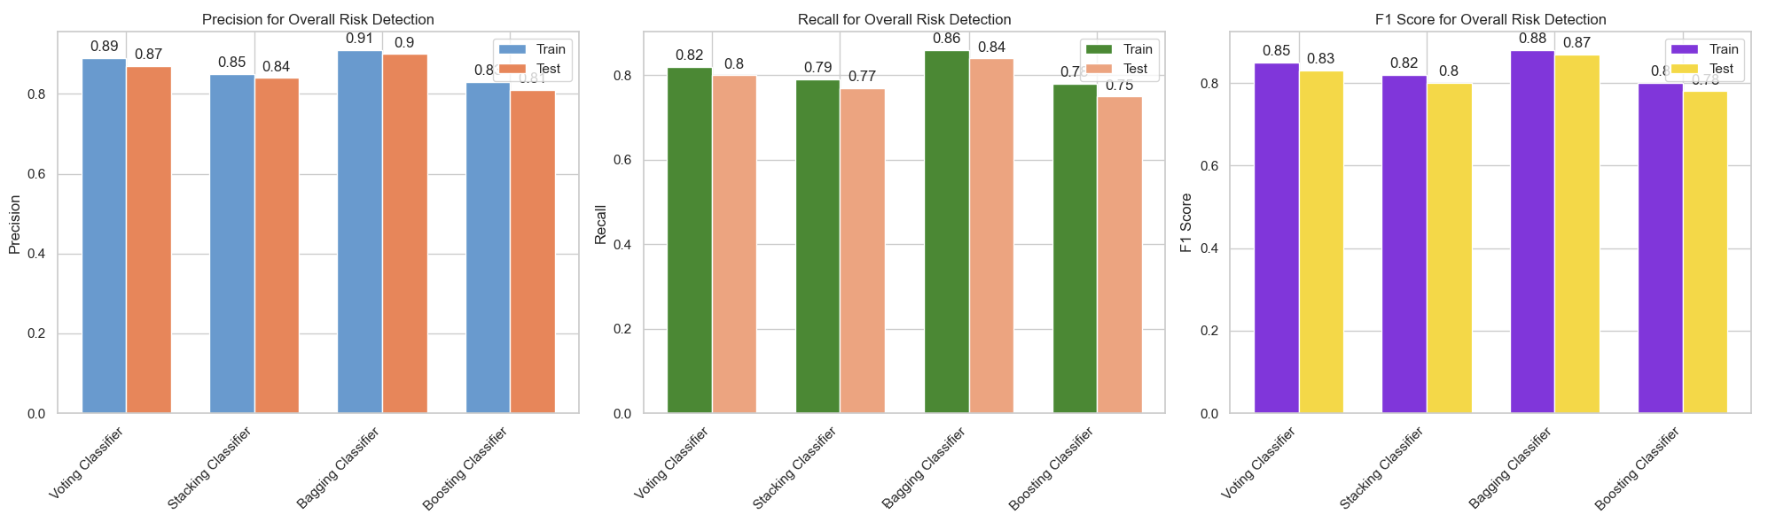 Precision for Overall Risk Detection
0.89
0.87
0.85
0.84
0.91
0.9
0.81
Train
Test
0.8
0.6
0.4
0.2
0.0
Precision
Voting Classifier
Stacking Classifier
Bagging Classifier
Boosting Classifier
Recall for Overall Risk Detection
0.82
0.8
0.79
0.77
0.86
0.84
0.75
Train
Test
0.8
0.6
0.4
0.2
0.0
Recall
Voting Classifier
Stacking Classifier
Bagging Classifier
Boosting Classifier
F1 Score for Overall Risk Detection
0.85
0.83
0.82
0.8
0.88
0.87
0.8
0.78
Train
Test
0.8
0.6
0.4
0.2
0.0
F1 Score
Voting Classifier
Stacking Classifier
Bagging Classifier
Boosting Classifier